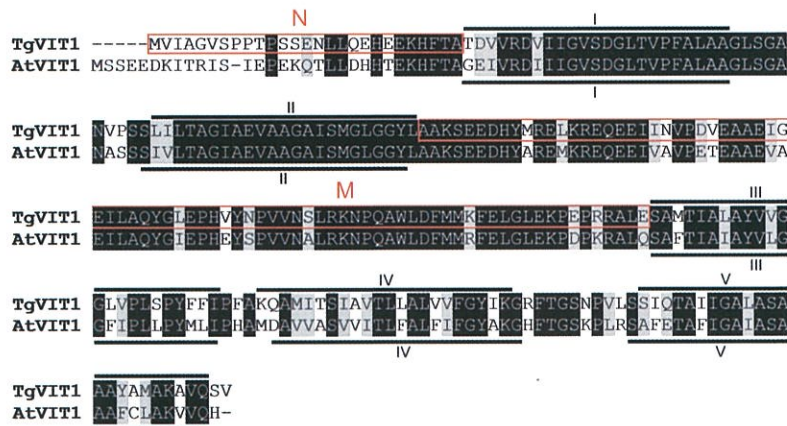 N I
TgVIT1 -----MVIAGVSPPTPSSENLLQEHEEKHFTATDVVRDVIIGVSDGLTVPFALAAGLSGA
AtVIT1 MSSEEDKITRIS-IEPEKQTLLDHHTEKHFTAGEIVRDIIIGVSDGLTVPFALAAGLSGA
I
II
TgVIT1 NVPSSLILTAGIAEVAAGAISMGLGGYLAAKSEEDHYMRELKREQEEIINVPDVEAAEIG
AtVIT1 NASSSIVLTAGIAEVAAGAISMGLGGYLAAKSEEDHYAREMKREQEEIVAVPETEAAEVA
II M
TgVIT1 EILAQYGLEPHVYNPVVNSLRKNPQAWLDFMMKFELGLEKPEPRRALESAMTIALAYVVG
AtVIT1 EILAQYGIEPHEYSPVVNALRKNPQAWLDFMMRFELGLEKPDPKRALQSAFTIAIAYVLG
III
III
IV V
TgVIT1 GLVPLSPYFFIPFAKQAMITSIAVTLLALVVFGYIKGRFTGSNPVLSSIQTAIIGALASA
AtVIT1 GFIPLLPYMLIPHAMDAVVASVVITLFALFIFGYAKGHFTGSKPLRSAFETAFIGAIASA
IV V
TgVIT1 AAYAMAKAVQSV
AtVIT1 AAFCLAKVVQH-